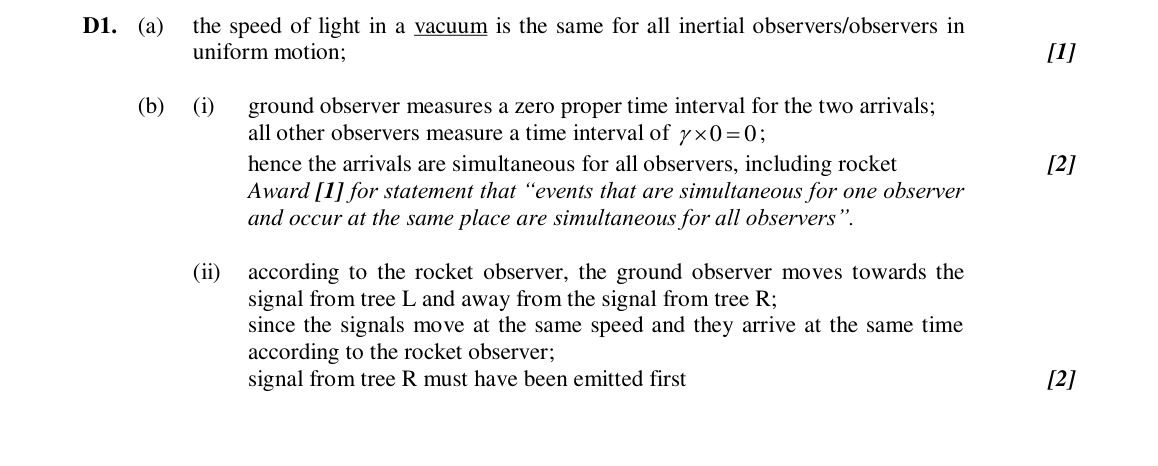 D1. (a) the speed of light in a vacuum is the same for all inertial observers/observers in
uniform motion; [1]
(b) (i) ground observer measures a zero proper time interval for the two arrivals;
all other observers measure a time interval of γ×0=0;
hence the arrivals are simultaneous for all observers, including rocket [2]
Award [1] for statement that “events that are simultaneous for one observer
and occur at the same place are simultaneous for all observers”.
(ii) according to the rocket observer, the ground observer moves towards the
signal from tree L and away from the signal from tree R;
since the signals move at the same speed and they arrive at the same time
according to the rocket observer;
signal from tree R must have been emitted first [2]